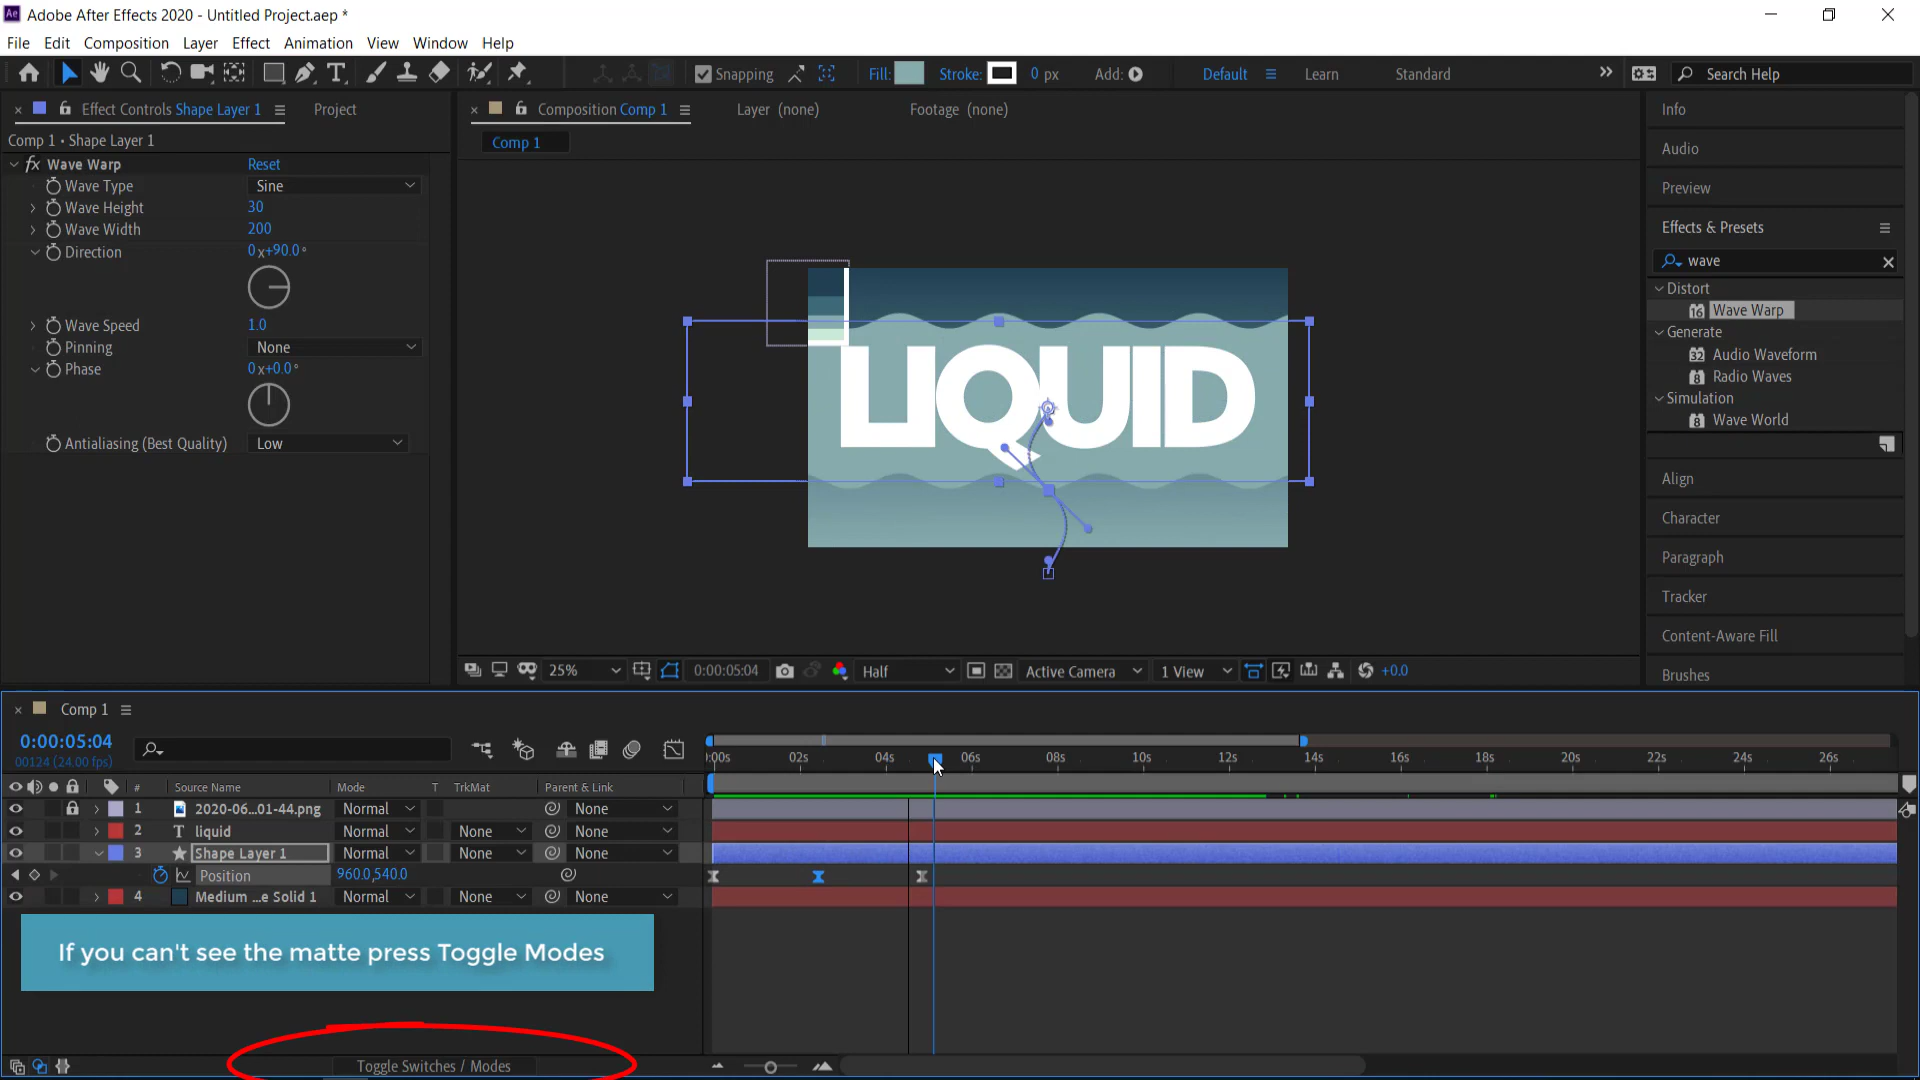 Ae Adobe After Effects 2020 - Untitled Project.aep *
File Edit Composition Layer Effect Animation View Window Help
Snapping Fill: Stroke: 0 px Add: Default Learn Standard Search Help
Effect Controls Shape Layer 1 Project
Composition Comp 1 Layer (none) Footage (none)
Comp 1 • Shape Layer 1
Comp 1
fx Wave Warp Reset
Wave Type Sine
Wave Height 30
Wave Width 200
Direction 0 x+90.0 °
Wave Speed 1.0
Pinning None
Phase 0 x+0.0 °
Antialiasing (Best Quality) Low
LIQUID
25% 0:00:05:04 Half Active Camera 1 View +0.0
Info
Audio
Preview
Effects & Presets
wave
Distort
16 Wave Warp
Generate
32 Audio Waveform
8 Radio Waves
Simulation
8 Wave World
Align
Character
Paragraph
Tracker
Content-Aware Fill
Brushes
Comp 1
0:00:05:04
00124 (24.00 fps)
):00s 02s 04s 06s 08s 10s 12s 14s 16s 18s 20s 22s 24s 26s
# Source Name Mode T TrkMat Parent & Link
1 2020-06...01-44.png Normal None
2 T liquid Normal None None
3 Shape Layer 1 Normal None None
Position 960.0,540.0
4 Medium ...e Solid 1 Normal None None
If you can't see the matte press Toggle Modes
Toggle Switches / Modes